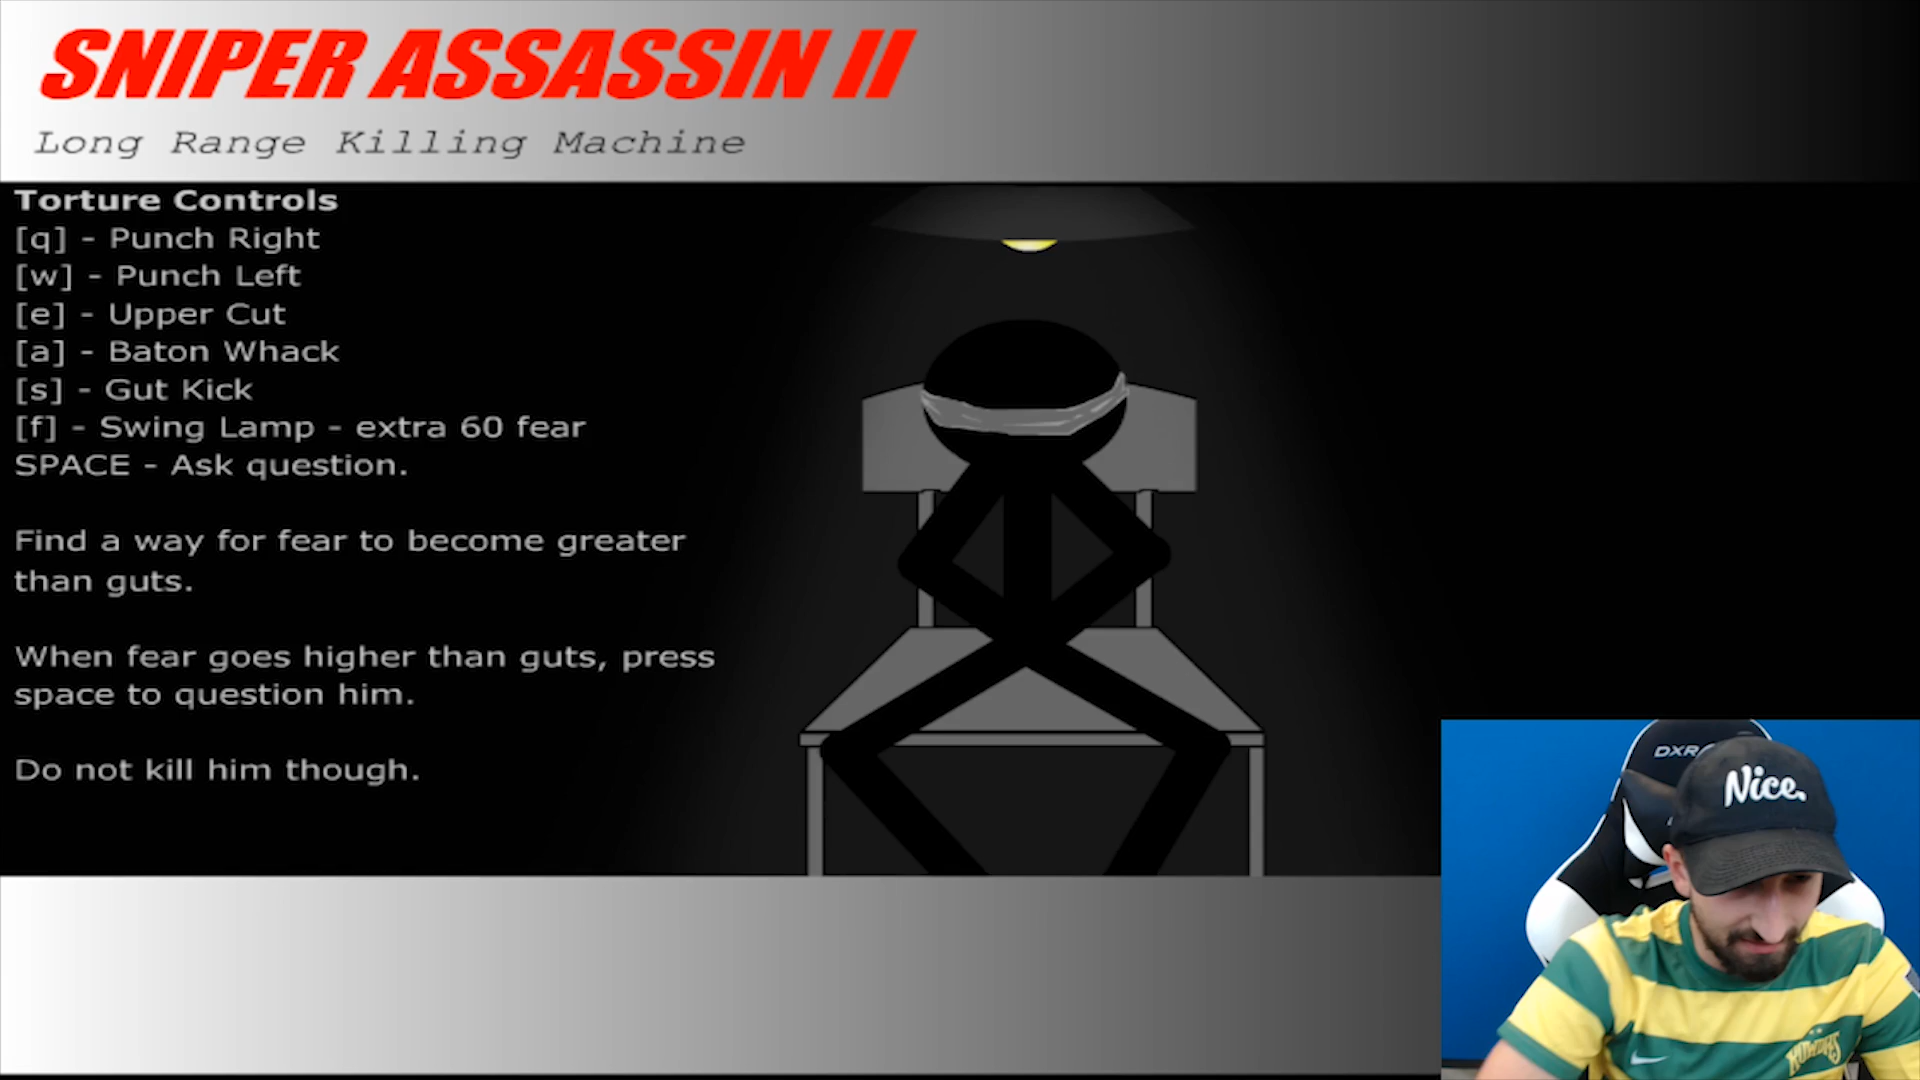 SNIPER ASSASSIN II
Long Range Killing Machine
Torture Controls
[q] - Punch Right
[w] - Punch Left
[e] - Upper Cut
[a] - Baton Whack
[s] - Gut Kick
[f] - Swing Lamp - extra 60 fear
SPACE - Ask question.
Find a way for fear to become greater
than guts.
When fear goes higher than guts, press
space to question him.
Do not kill him though.
DXR
Nice.
ROWDIES